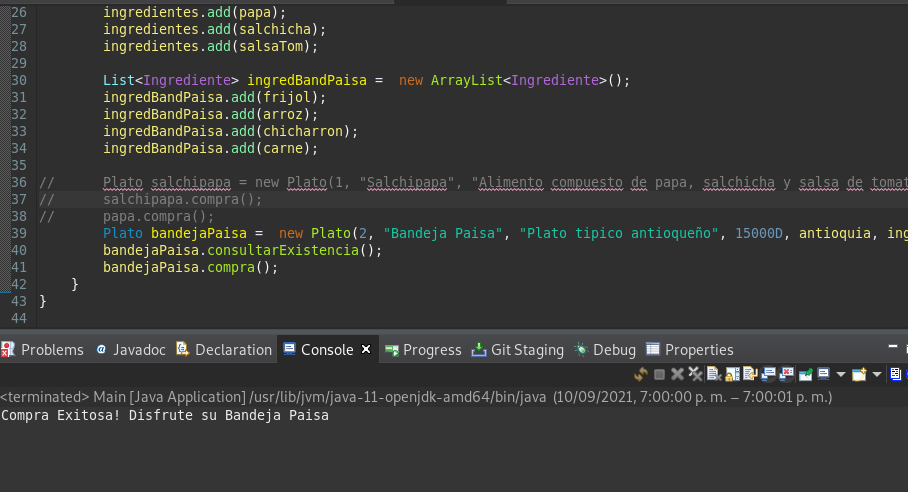 26 ingredientes.add(papa);
27 ingredientes.add(salchicha);
28 ingredientes.add(salsaTom);
29
30 List<Ingrediente> ingredBandPaisa =  new ArrayList<Ingrediente>();
31 ingredBandPaisa.add(frijol);
32 ingredBandPaisa.add(arroz);
33 ingredBandPaisa.add(chicharron);
34 ingredBandPaisa.add(carne);
35
36 // Plato salchipapa = new Plato(1, "Salchipapa", "Alimento compuesto de papa, salchicha y salsa de tomat
37 // salchipapa.compra();
38 // papa.compra();
39 Plato bandejaPaisa =  new Plato(2, "Bandeja Paisa", "Plato tipico antioqueño", 15000D, antioquia, ing
40 bandejaPaisa.consultarExistencia();
41 bandejaPaisa.compra();
42 }
43 }
44
Problems @ Javadoc Declaration Console Progress Git Staging Debug Properties
<terminated> Main [Java Application] /usr/lib/jvm/java-11-openjdk-amd64/bin/java (10/09/2021, 7:00:00 p. m. – 7:00:01 p. m.)
Compra Exitosa! Disfrute su Bandeja Paisa